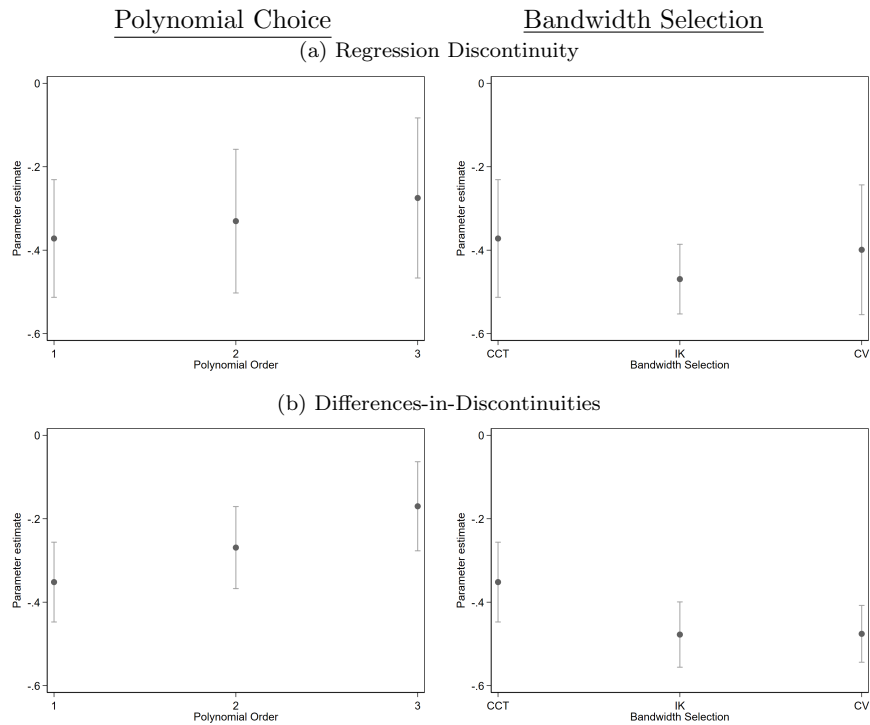 Polynomial Choice
Bandwidth Selection
(a) Regression Discontinuity
0
-.2
-.4
-.6
Parameter estimate
1 2 3
Polynomial Order
0
-.2
-.4
-.6
Parameter estimate
CCT IK CV
Bandwidth Selection
(b) Differences-in-Discontinuities
0
-.2
-.4
-.6
Parameter estimate
1 2 3
Polynomial Order
0
-.2
-.4
-.6
Parameter estimate
CCT IK CV
Bandwidth Selection